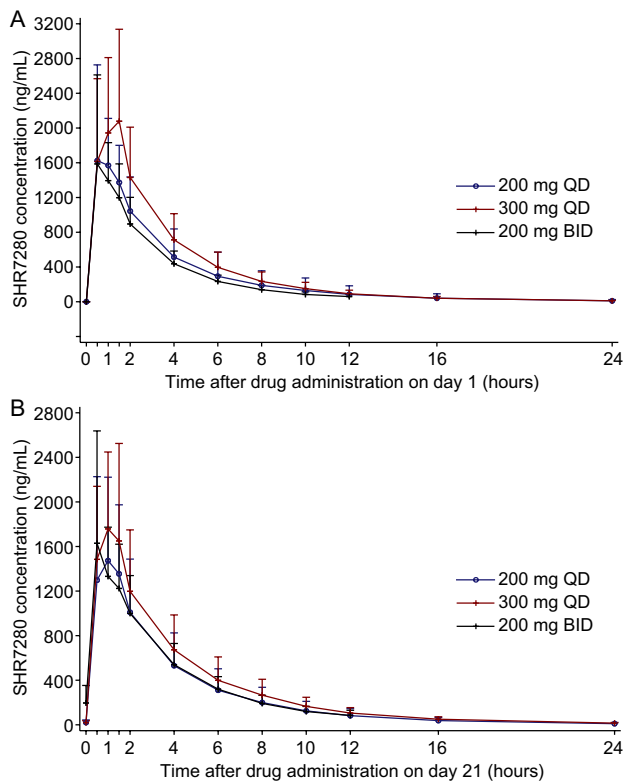 A
SHR7280 concentration (ng/mL)
3200
2800
2400
2000
1600
1200
800
400
0
200 mg QD
300 mg QD
200 mg BID
0 1 2 4 6 8 10 12 16 24
Time after drug administration on day 1 (hours)
B
SHR7280 concentration (ng/mL)
2800
2400
2000
1600
1200
800
400
0
200 mg QD
300 mg QD
200 mg BID
0 1 2 4 6 8 10 12 16 24
Time after drug administration on day 21 (hours)